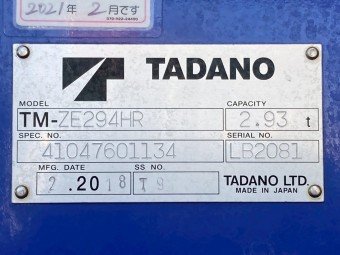 2021年 2月です
TADANO
MODEL CAPACITY
TM-ZE294HR 2.93 t
SPEC. NO. SERIAL NO.
41047601134 LB2081
MFG. DATE SS NO.
2.2018 T9
TADANO LTD.
MADE IN JAPAN